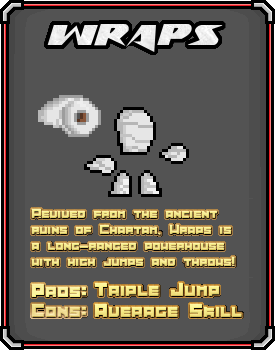 WRAPS
Revived from the ancient
ruins of Chartam, Wraps is
a long-ranged powerhouse
with high jumps and throws!
Pros: Triple Jump
Cons: Average Skill